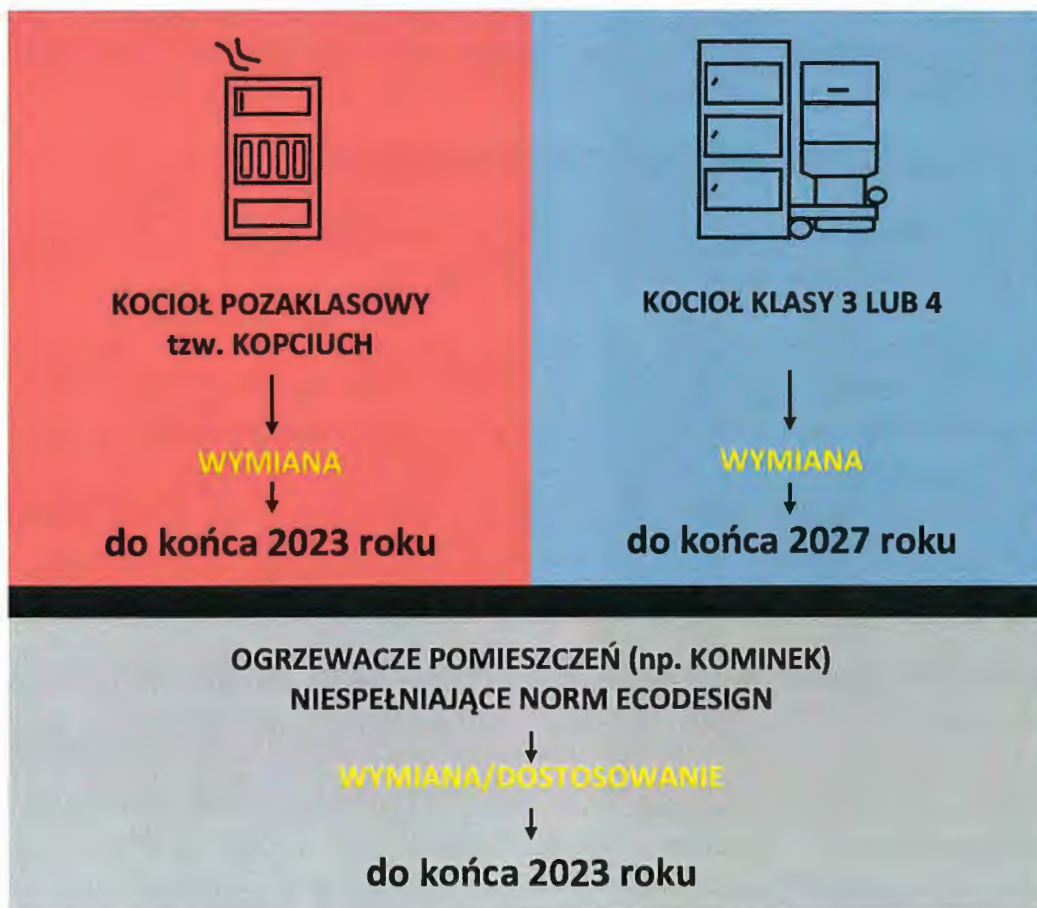 KOCIOŁ POZAKLASOWY
tzw. KOPCIUCH
WYMIANA
do końca 2023 roku
KOCIOŁ KLASY 3 LUB 4
WYMIANA
do końca 2027 roku
OGRZEWACZE POMIESZCZEŃ (np. KOMINEK)
NIESPEŁNIAJĄCE NORM ECODESIGN
WYMIANA/DOSTOSOWANIE
do końca 2023 roku